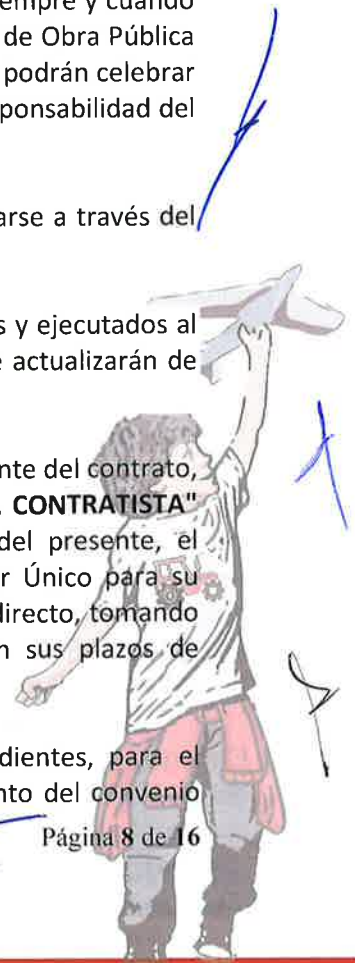 empre y cuando
de Obra Pública
podrán celebrar
ponsabilidad del
arse a través del
s y ejecutados al
e actualizarán de
nte del contrato,
CONTRATISTA"
del presente, el
r Único para su
directo, tomando
n sus plazos de
dientes, para el
nto del convenio
Página 8 de 16